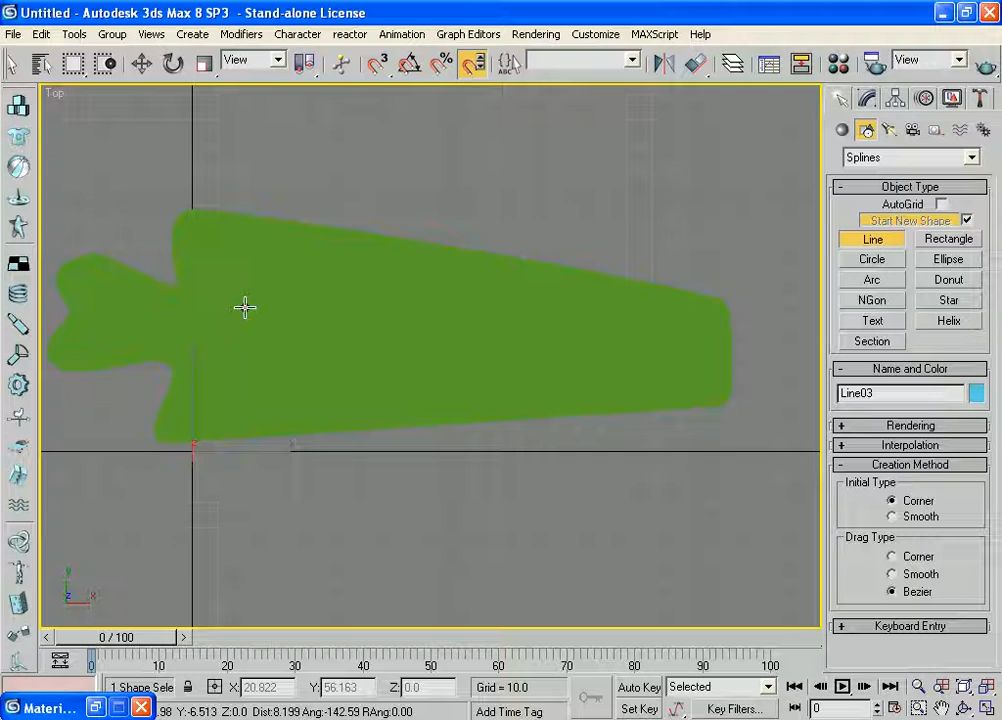 Untitled - Autodesk 3ds Max 8 SP3 - Stand-alone License
File Edit Tools Group Views Create Modifiers Character reactor Animation Graph Editors Rendering Customize MAXScript Help
View View
Top
Splines
- Object Type
AutoGrid
Start New Shape
Line Rectangle
Circle Ellipse
Arc Donut
NGon Star
Text Helix
Section
- Name and Color
Line03
+ Rendering
+ Interpolation
- Creation Method
Initial Type
Corner
Smooth
Drag Type
Corner
Smooth
Bezier
+ Keyboard Entry
y
z x
< 0 / 100 >
0 10 20 30 40 50 60 70 80 90 100
1 Shape Sele X: 20.822 Y: 56.163 Z: 0.0 Grid = 10.0 Auto Key Selected
Materi... .98 Y:-6.513 Z:0.0 Dist:8.199 Ang:-142.59 RAng:0.00 Add Time Tag Set Key Key Filters... 0